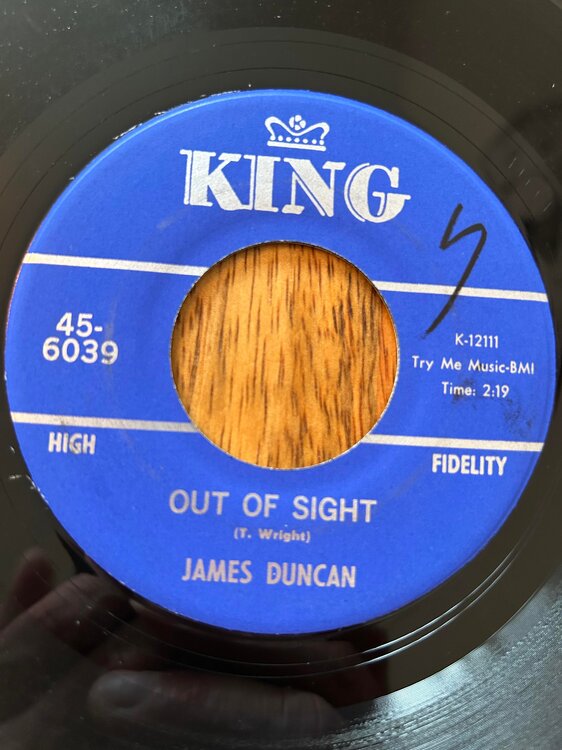 KING
45-
6039
K-12111
Try Me Music-BMI
Time: 2:19
HIGH
FIDELITY
OUT OF SIGHT
(T. Wright)
JAMES DUNCAN